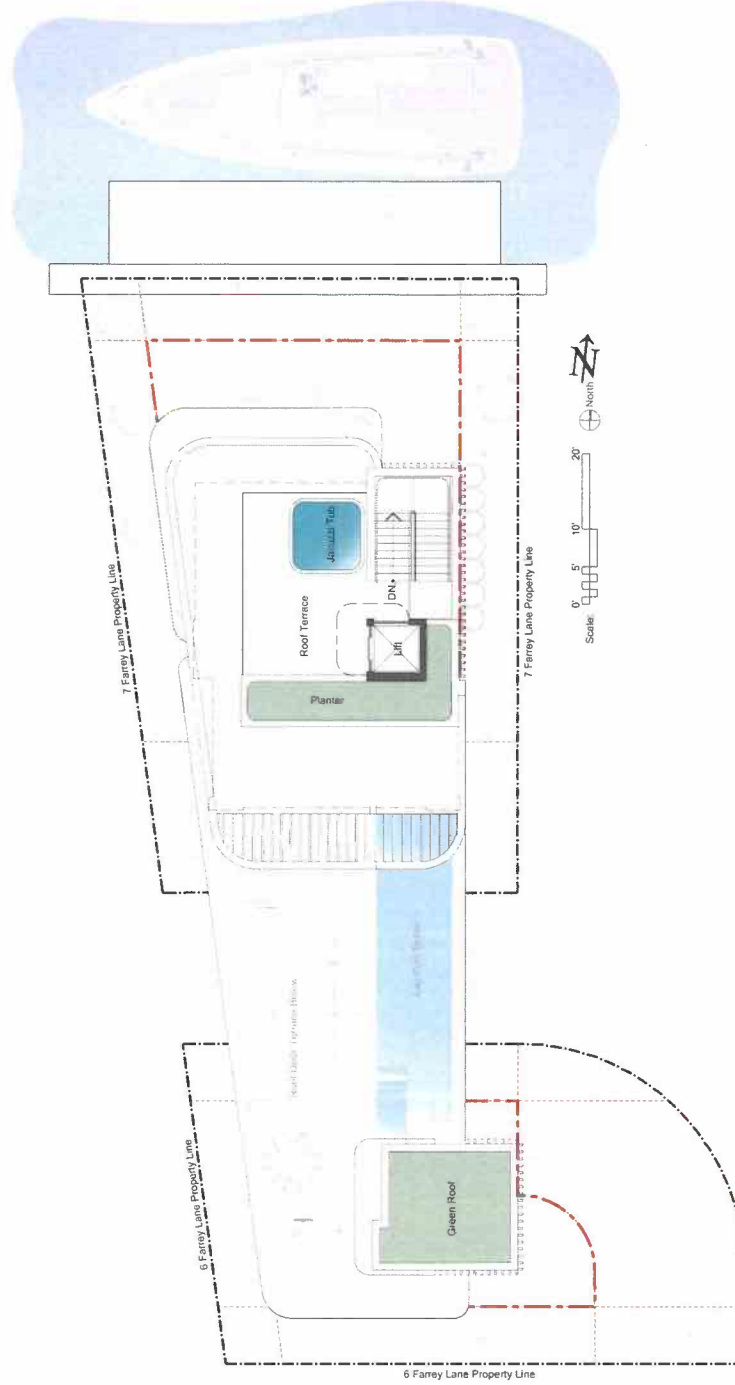 7 Farrey Lane Property Line
Jacuzzi Tub
Roof Terrace
DN.
Lift
Planter
7 Farrey Lane Property Line
N
North
Scale:
0'
5'
10'
20'
6 Farrey Lane Property Line
Green Roof
6 Farrey Lane Property Line